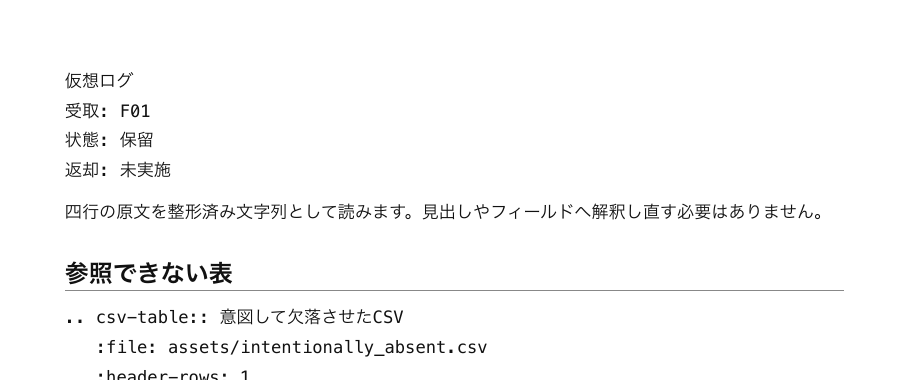 仮想ログ
受取: F01
状態: 保留
返却: 未実施
四行の原文を整形済み文字列として読みます。見出しやフィールドへ解釈し直す必要はありません。
参照できない表
.. csv-table:: 意図して欠落させたCSV
   :file: assets/intentionally_absent.csv
   :header-rows: 1